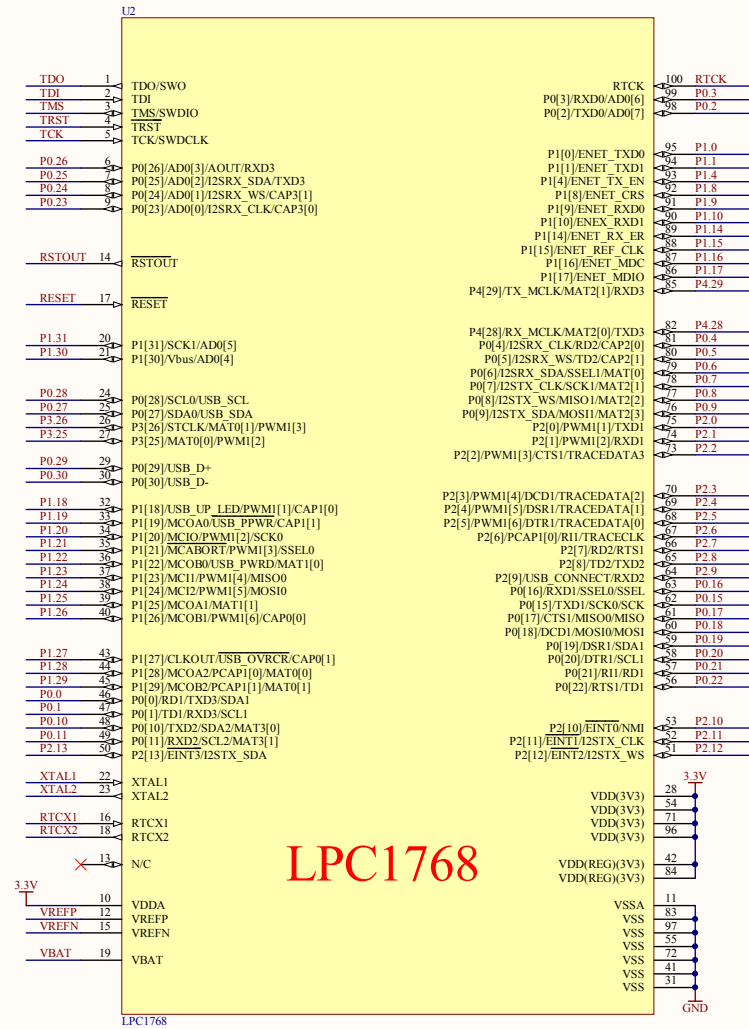 U2
TDO 1 TDO/SWO
TDI 2 TDI
TMS 3 TMS/SWDIO
TRST 4 TRST
TCK 5 TCK/SWDCLK
P0.26 6 P0[26]/AD0[3]/AOUT/RXD3
P0.25 7 P0[25]/AD0[2]/I2SRX_SDA/TXD3
P0.24 8 P0[24]/AD0[1]/I2SRX_WS/CAP3[1]
P0.23 9 P0[23]/AD0[0]/I2SRX_CLK/CAP3[0]
RSTOUT 14 RSTOUT
RESET 17 RESET
P1.31 20 P1[31]/SCK1/AD0[5]
P1.30 21 P1[30]/Vbus/AD0[4]
P0.28 24 P0[28]/SCL0/USB_SCL
P0.27 25 P0[27]/SDA0/USB_SDA
P3.26 26 P3[26]/STCLK/MAT0[1]/PWM1[3]
P3.25 27 P3[25]/MAT0[0]/PWM1[2]
P0.29 29 P0[29]/USB_D+
P0.30 30 P0[30]/USB_D-
P1.18 32 P1[18]/USB_UP_LED/PWM1[1]/CAP1[0]
P1.19 33 P1[19]/MCOA0/USB_PPWR/CAP1[1]
P1.20 34 P1[20]/MCIO/PWM1[2]/SCK0
P1.21 35 P1[21]/MCABORT/PWM1[3]/SSEL0
P1.22 36 P1[22]/MCOB0/USB_PWRD/MAT1[0]
P1.23 37 P1[23]/MCI1/PWM1[4]/MISO0
P1.24 38 P1[24]/MCI2/PWM1[5]/MOSI0
P1.25 39 P1[25]/MCOA1/MAT1[1]
P1.26 40 P1[26]/MCOB1/PWM1[6]/CAP0[0]
P1.27 43 P1[27]/CLKOUT/USB_OVRCR/CAP0[1]
P1.28 44 P1[28]/MCOA2/PCAP1[0]/MAT0[0]
P1.29 45 P1[29]/MCOB2/PCAP1[1]/MAT0[1]
P0.0 46 P0[0]/RD1/TXD3/SDA1
P0.1 47 P0[1]/TD1/RXD3/SCL1
P0.10 48 P0[10]/TXD2/SDA2/MAT3[0]
P0.11 49 P0[11]/RXD2/SCL2/MAT3[1]
P2.13 50 P2[13]/EINT3/I2STX_SDA
XTAL1 22 XTAL1
XTAL2 23 XTAL2
RTCX1 16 RTCX1
RTCX2 18 RTCX2
13 N/C
3.3V
10 VDDA
VREFP 12 VREFP
VREFN 15 VREFN
VBAT 19 VBAT
RTCK 100 RTCK
P0[3]/RXD0/AD0[6] 99 P0.3
P0[2]/TXD0/AD0[7] 98 P0.2
P1[0]/ENET_TXD0 95 P1.0
P1[1]/ENET_TXD1 94 P1.1
P1[4]/ENET_TX_EN 93 P1.4
P1[8]/ENET_CRS 92 P1.8
P1[9]/ENET_RXD0 91 P1.9
P1[10]/ENEX_RXD1 90 P1.10
P1[14]/ENET_RX_ER 89 P1.14
P1[15]/ENET_REF_CLK 88 P1.15
P1[16]/ENET_MDC 87 P1.16
P1[17]/ENET_MDIO 86 P1.17
P4[29]/TX_MCLK/MAT2[1]/RXD3 85 P4.29
P4[28]/RX_MCLK/MAT2[0]/TXD3 82 P4.28
P0[4]/I2SRX_CLK/RD2/CAP2[0] 81 P0.4
P0[5]/I2SRX_WS/TD2/CAP2[1] 80 P0.5
P0[6]/I2SRX_SDA/SSEL1/MAT[0] 79 P0.6
P0[7]/I2STX_CLK/SCK1/MAT2[1] 78 P0.7
P0[8]/I2STX_WS/MISO1/MAT2[2] 77 P0.8
P0[9]/I2STX_SDA/MOSI1/MAT2[3] 76 P0.9
P2[0]/PWM1[1]/TXD1 75 P2.0
P2[1]/PWM1[2]/RXD1 74 P2.1
P2[2]/PWM1[3]/CTS1/TRACEDATA3 73 P2.2
P2[3]/PWM1[4]/DCD1/TRACEDATA[2] 70 P2.3
P2[4]/PWM1[5]/DSR1/TRACEDATA[1] 69 P2.4
P2[5]/PWM1[6]/DTR1/TRACEDATA[0] 68 P2.5
P2[6]/PCAP1[0]/RI1/TRACECLK 67 P2.6
P2[7]/RD2/RTS1 66 P2.7
P2[8]/TD2/TXD2 65 P2.8
P2[9]/USB_CONNECT/RXD2 64 P2.9
P0[16]/RXD1/SSEL0/SSEL 63 P0.16
P0[15]/TXD1/SCK0/SCK 62 P0.15
P0[17]/CTS1/MISO0/MISO 61 P0.17
P0[18]/DCD1/MOSI0/MOSI 60 P0.18
P0[19]/DSR1/SDA1 59 P0.19
P0[20]/DTR1/SCL1 58 P0.20
P0[21]/RI1/RD1 57 P0.21
P0[22]/RTS1/TD1 56 P0.22
P2[10]/EINT0/NMI 53 P2.10
P2[11]/EINT1/I2STX_CLK 52 P2.11
P2[12]/EINT2/I2STX_WS 51 P2.12
3.3V
VDD(3V3) 28
VDD(3V3) 54
VDD(3V3) 71
VDD(3V3) 96
VDD(REG)(3V3) 42
VDD(REG)(3V3) 84
VSSA 11
VSS 83
VSS 97
VSS 55
VSS 72
VSS 41
VSS 31
GND
LPC1768
LPC1768